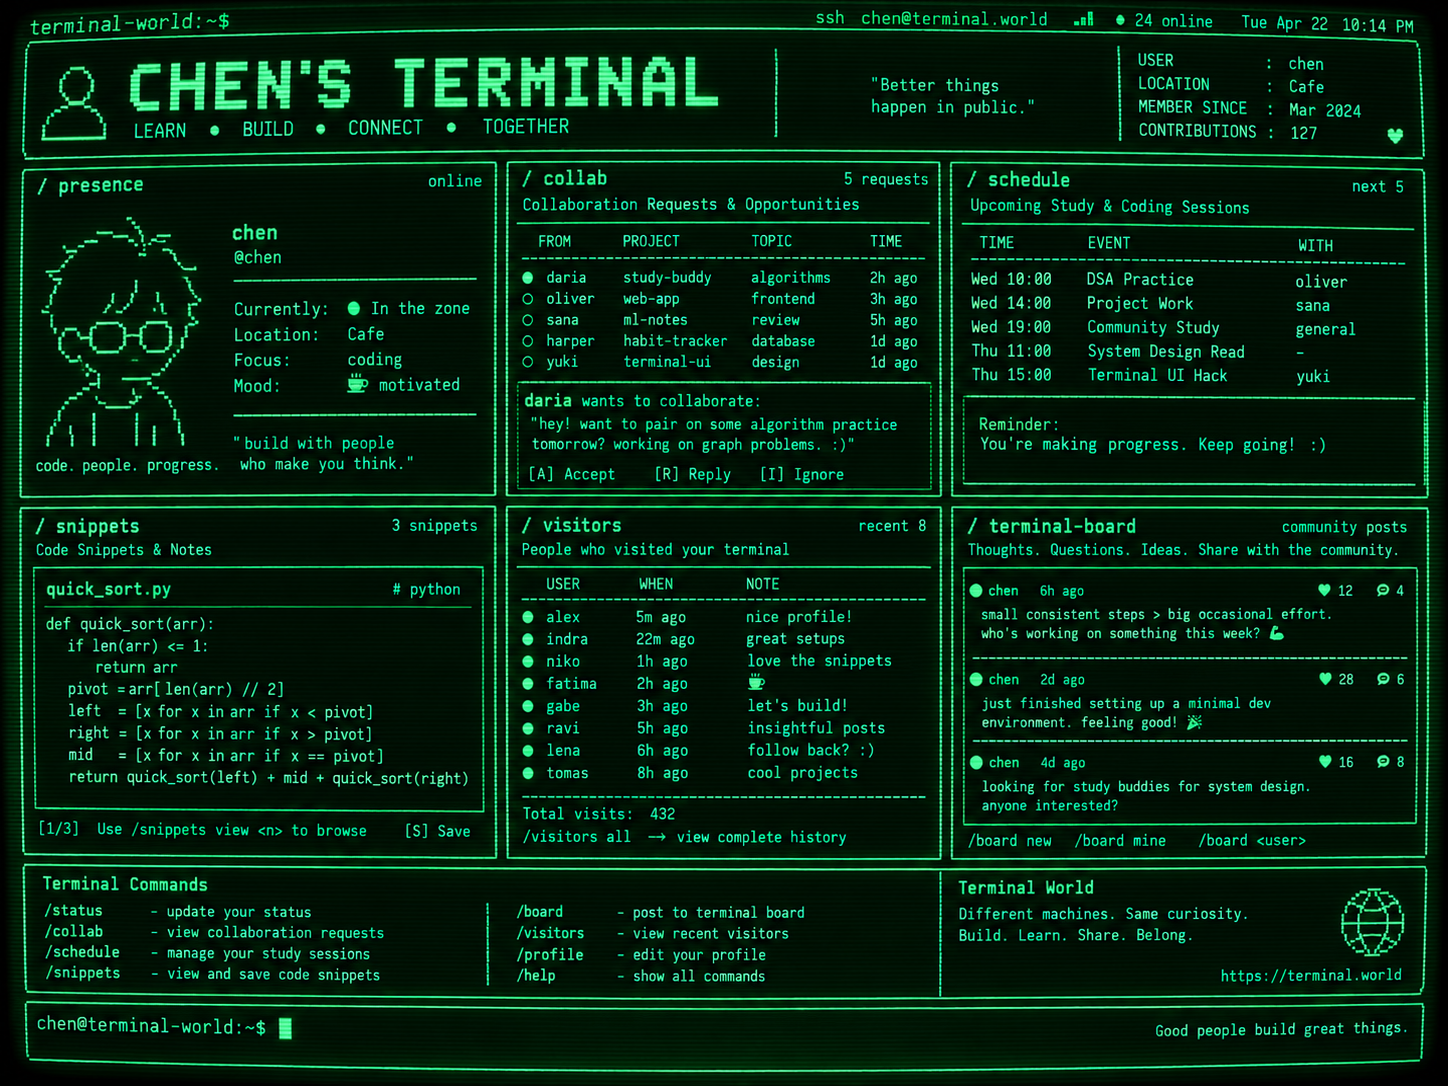 terminal-world:~$
ssh chen@terminal.world ● 24 online Tue Apr 22 10:14 PM
CHEN'S TERMINAL
LEARN ● BUILD ● CONNECT ● TOGETHER
"Better things
happen in public."
USER : chen
LOCATION : Cafe
MEMBER SINCE : Mar 2024
CONTRIBUTIONS : 127
/ presence online
chen
@chen
Currently: ● In the zone
Location: Cafe
Focus: coding
Mood: ☕ motivated
"build with people
who make you think."
code. people. progress.
/ collab 5 requests
Collaboration Requests & Opportunities
FROM PROJECT TOPIC TIME
● daria study-buddy algorithms 2h ago
○ oliver web-app frontend 3h ago
○ sana ml-notes review 5h ago
○ harper habit-tracker database 1d ago
○ yuki terminal-ui design 1d ago
daria wants to collaborate:
"hey! want to pair on some algorithm practice
tomorrow? working on graph problems. :)"
[A] Accept [R] Reply [I] Ignore
/ schedule next 5
Upcoming Study & Coding Sessions
TIME EVENT WITH
Wed 10:00 DSA Practice oliver
Wed 14:00 Project Work sana
Wed 19:00 Community Study general
Thu 11:00 System Design Read –
Thu 15:00 Terminal UI Hack yuki
Reminder:
You're making progress. Keep going! :)
/ snippets 3 snippets
Code Snippets & Notes
quick_sort.py # python
def quick_sort(arr):
if len(arr) <= 1:
return arr
pivot =arr[ len(arr) // 2]
left = [x for x in arr if x < pivot]
right = [x for x in arr if x > pivot]
mid = [x for x in arr if x == pivot]
return quick_sort(left) + mid + quick_sort(right)
[1/3] Use /snippets view <n> to browse [S] Save
/ visitors recent 8
People who visited your terminal
USER WHEN NOTE
● alex 5m ago nice profile!
● indra 22m ago great setups
● niko 1h ago love the snippets
● fatima 2h ago ☕
● gabe 3h ago let's build!
● ravi 5h ago insightful posts
● lena 6h ago follow back? :)
● tomas 8h ago cool projects
Total visits: 432
/visitors all → view complete history
/ terminal-board community posts
Thoughts. Questions. Ideas. Share with the community.
● chen 6h ago ♥ 12 💬 4
small consistent steps > big occasional effort.
who's working on something this week? 💪
● chen 2d ago ♥ 28 💬 6
just finished setting up a minimal dev
environment. feeling good! 🎉
● chen 4d ago ♥ 16 💬 8
looking for study buddies for system design.
anyone interested?
/board new /board mine /board <user>
Terminal Commands
/status – update your status
/collab – view collaboration requests
/schedule – manage your study sessions
/snippets – view and save code snippets
/board – post to terminal board
/visitors – view recent visitors
/profile – edit your profile
/help – show all commands
Terminal World
Different machines. Same curiosity.
Build. Learn. Share. Belong.
https://terminal.world
chen@terminal-world:~$
Good people build great things.